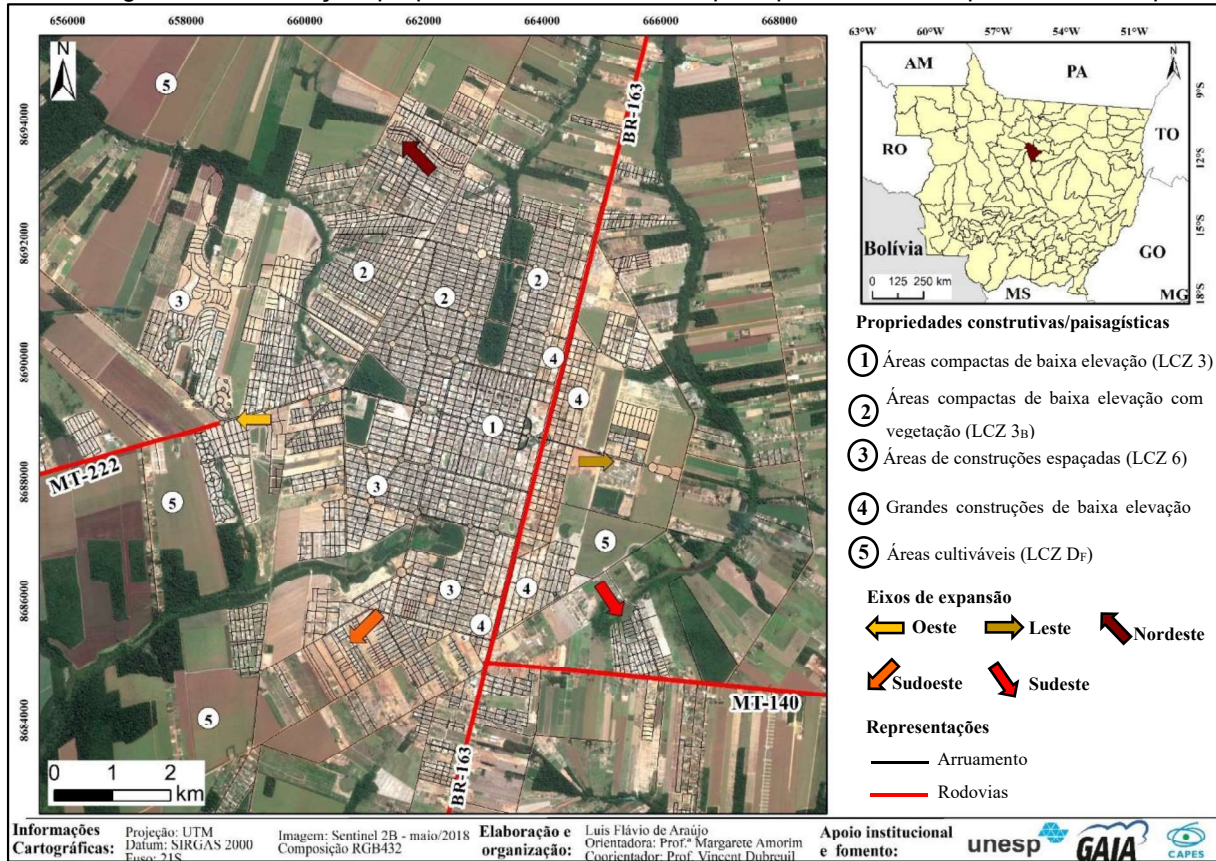 656000 658000 660000 662000 664000 666000 668000
8694000
8692000
8690000
8688000
8686000
8684000
N
5
BR-163
2
2
2
3
4
4
1
MT-222
3
5
5
4
3
4
MT-140
5
BR-163
0 1 2
km
63°W 60°W 57°W 54°W 51°W
AM
PA
N
9°S
TO
RO
12°S
15°S
Bolívia
GO
0 125 250 km
MS
MG
18°S
Propriedades construtivas/paisagísticas
1 Áreas compactas de baixa elevação (LCZ 3)
2 Áreas compactas de baixa elevação com
vegetação (LCZ 3B)
3 Áreas de construções espaçadas (LCZ 6)
4 Grandes construções de baixa elevação
5 Áreas cultiváveis (LCZ DF)
Eixos de expansão
Oeste Leste Nordeste
Sudoeste Sudeste
Representações
Arruamento
Rodovias
Informações
Cartográficas:
Projeção: UTM
Datum: SIRGAS 2000
Fuso: 21S
Imagem: Sentinel 2B - maio/2018
Composição RGB432
Elaboração e
organização:
Luis Flávio de Araújo
Orientadora: Prof.ª Margarete Amorim
Coorientador: Prof. Vincent Dubreuil
Apoio institucional
e fomento:
unesp
GAIA
CAPES